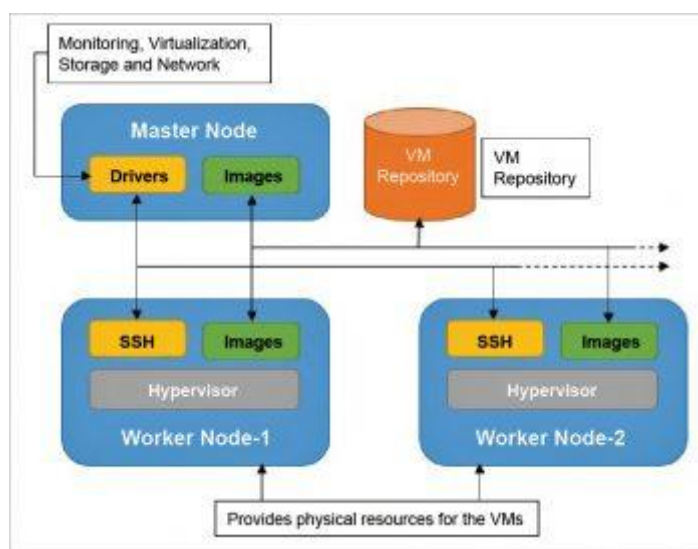 Monitoring, Virtualization,
Storage and Network
Master Node
Drivers
Images
VM
Repository
VM
Repository
SSH
Images
Hypervisor
Worker Node-1
SSH
Images
Hypervisor
Worker Node-2
Provides physical resources for the VMs